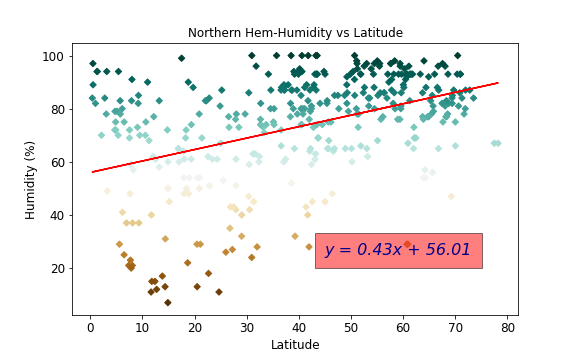 Northern Hem-Humidity vs Latitude
Humidity (%)
100
80
60
40
20
y = 0.43x + 56.01
0 10 20 30 40 50 60 70 80
Latitude